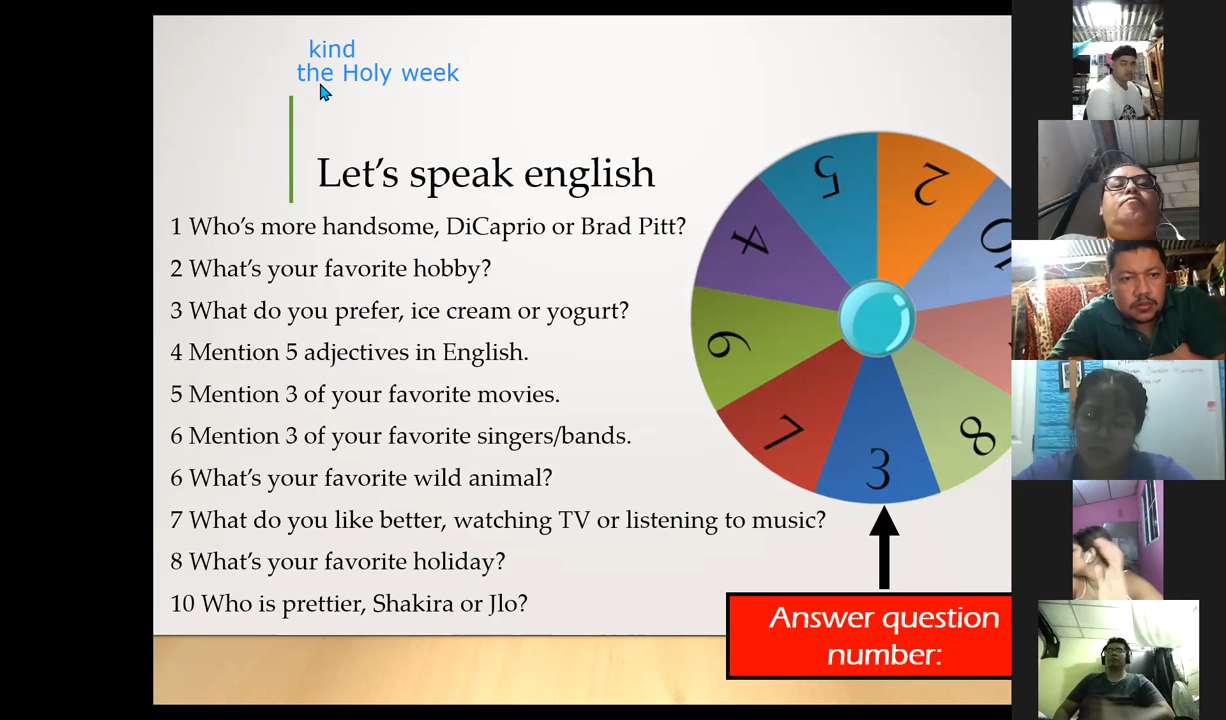 kind
the Holy week
Let's speak english
1 Who's more handsome, DiCaprio or Brad Pitt?
2 What's your favorite hobby?
3 What do you prefer, ice cream or yogurt?
4 Mention 5 adjectives in English.
5 Mention 3 of your favorite movies.
6 Mention 3 of your favorite singers/bands.
6 What's your favorite wild animal?
7 What do you like better, watching TV or listening to music?
8 What's your favorite holiday?
10 Who is prettier, Shakira or Jlo?
5
2
4
10
6
7
3
8
Answer question
number: